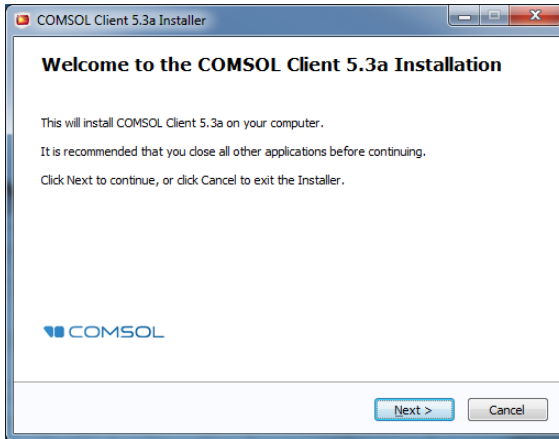 COMSOL Client 5.3a Installer
Welcome to the COMSOL Client 5.3a Installation
This will install COMSOL Client 5.3a on your computer.
It is recommended that you close all other applications before continuing.
Click Next to continue, or click Cancel to exit the Installer.
COMSOL
Next > Cancel